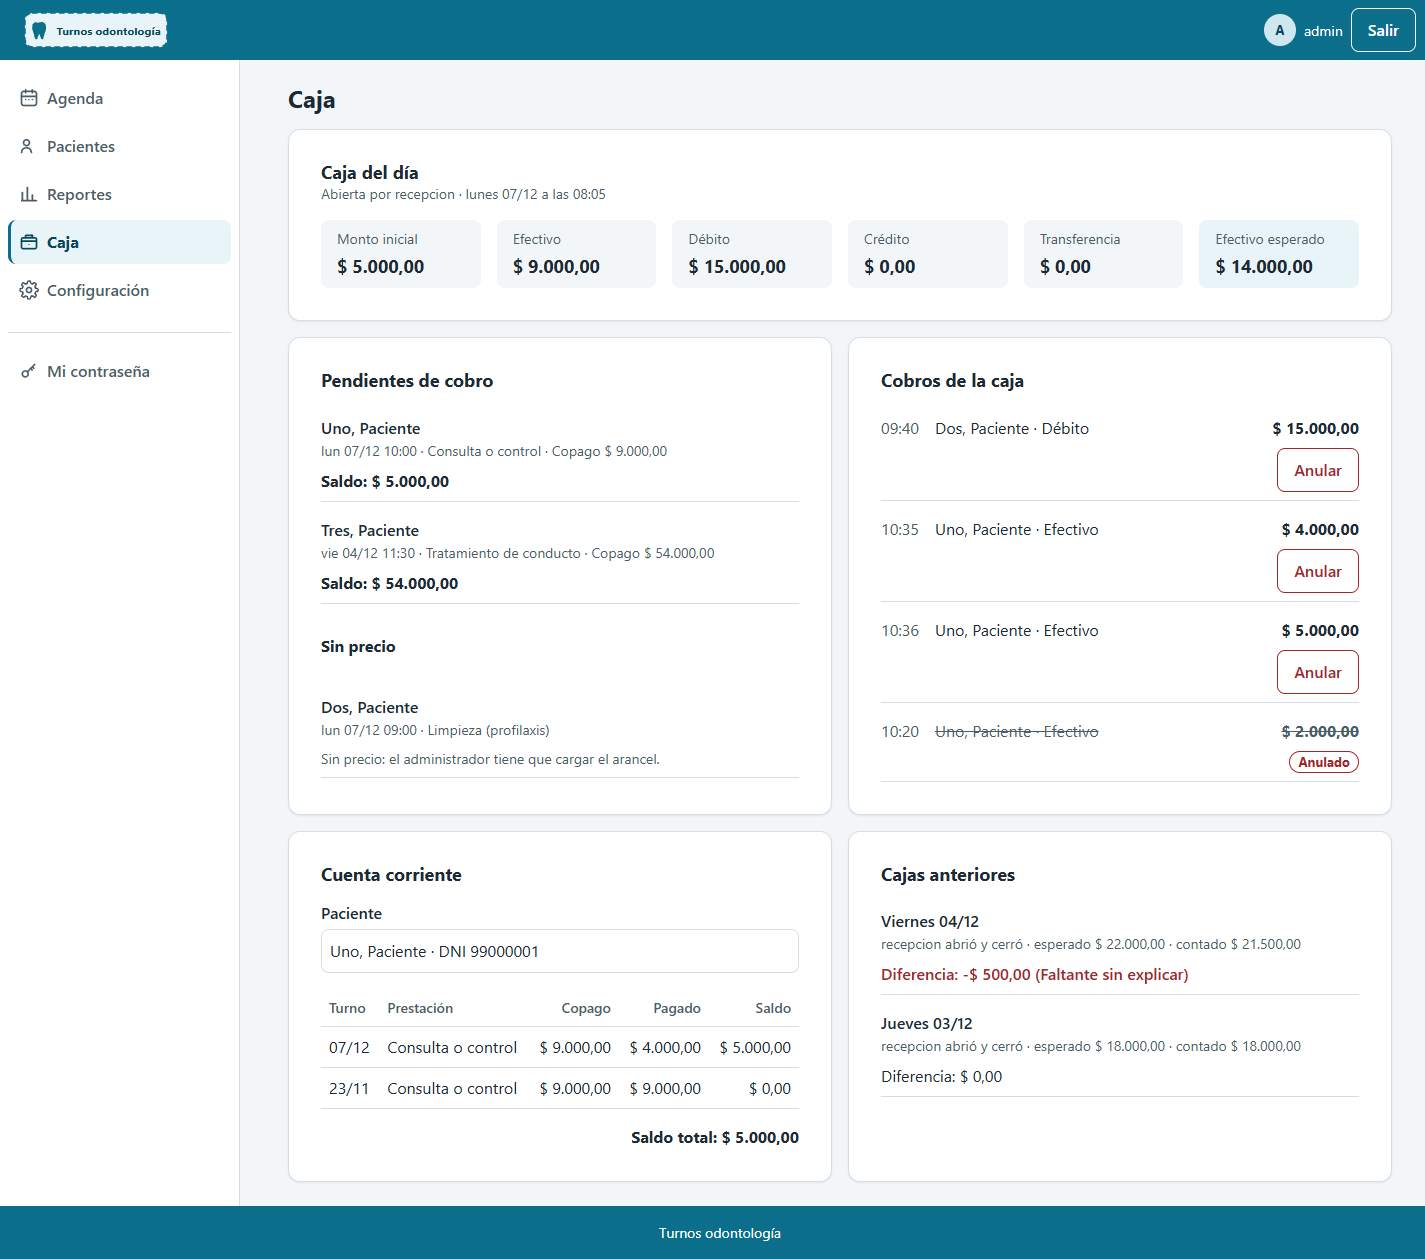 Turnos odontología
A
admin
Salir
Agenda
Pacientes
Reportes
Caja
Configuración
Mi contraseña
Caja
Caja del día
Abierta por recepcion · lunes 07/12 a las 08:05
Monto inicial
$ 5.000,00
Efectivo
$ 9.000,00
Débito
$ 15.000,00
Crédito
$ 0,00
Transferencia
$ 0,00
Efectivo esperado
$ 14.000,00
Pendientes de cobro
Uno, Paciente
lun 07/12 10:00 · Consulta o control · Copago $ 9.000,00
Saldo: $ 5.000,00
Tres, Paciente
vie 04/12 11:30 · Tratamiento de conducto · Copago $ 54.000,00
Saldo: $ 54.000,00
Sin precio
Dos, Paciente
lun 07/12 09:00 · Limpieza (profilaxis)
Sin precio: el administrador tiene que cargar el arancel.
Cobros de la caja
09:40 Dos, Paciente · Débito $ 15.000,00
Anular
10:35 Uno, Paciente · Efectivo $ 4.000,00
Anular
10:36 Uno, Paciente · Efectivo $ 5.000,00
Anular
10:20 Uno, Paciente · Efectivo $ 2.000,00
Anulado
Cuenta corriente
Paciente
Uno, Paciente · DNI 99000001
Turno Prestación Copago Pagado Saldo
07/12 Consulta o control $ 9.000,00 $ 4.000,00 $ 5.000,00
23/11 Consulta o control $ 9.000,00 $ 9.000,00 $ 0,00
Saldo total: $ 5.000,00
Cajas anteriores
Viernes 04/12
recepcion abrió y cerró · esperado $ 22.000,00 · contado $ 21.500,00
Diferencia: -$ 500,00 (Faltante sin explicar)
Jueves 03/12
recepcion abrió y cerró · esperado $ 18.000,00 · contado $ 18.000,00
Diferencia: $ 0,00
Turnos odontología